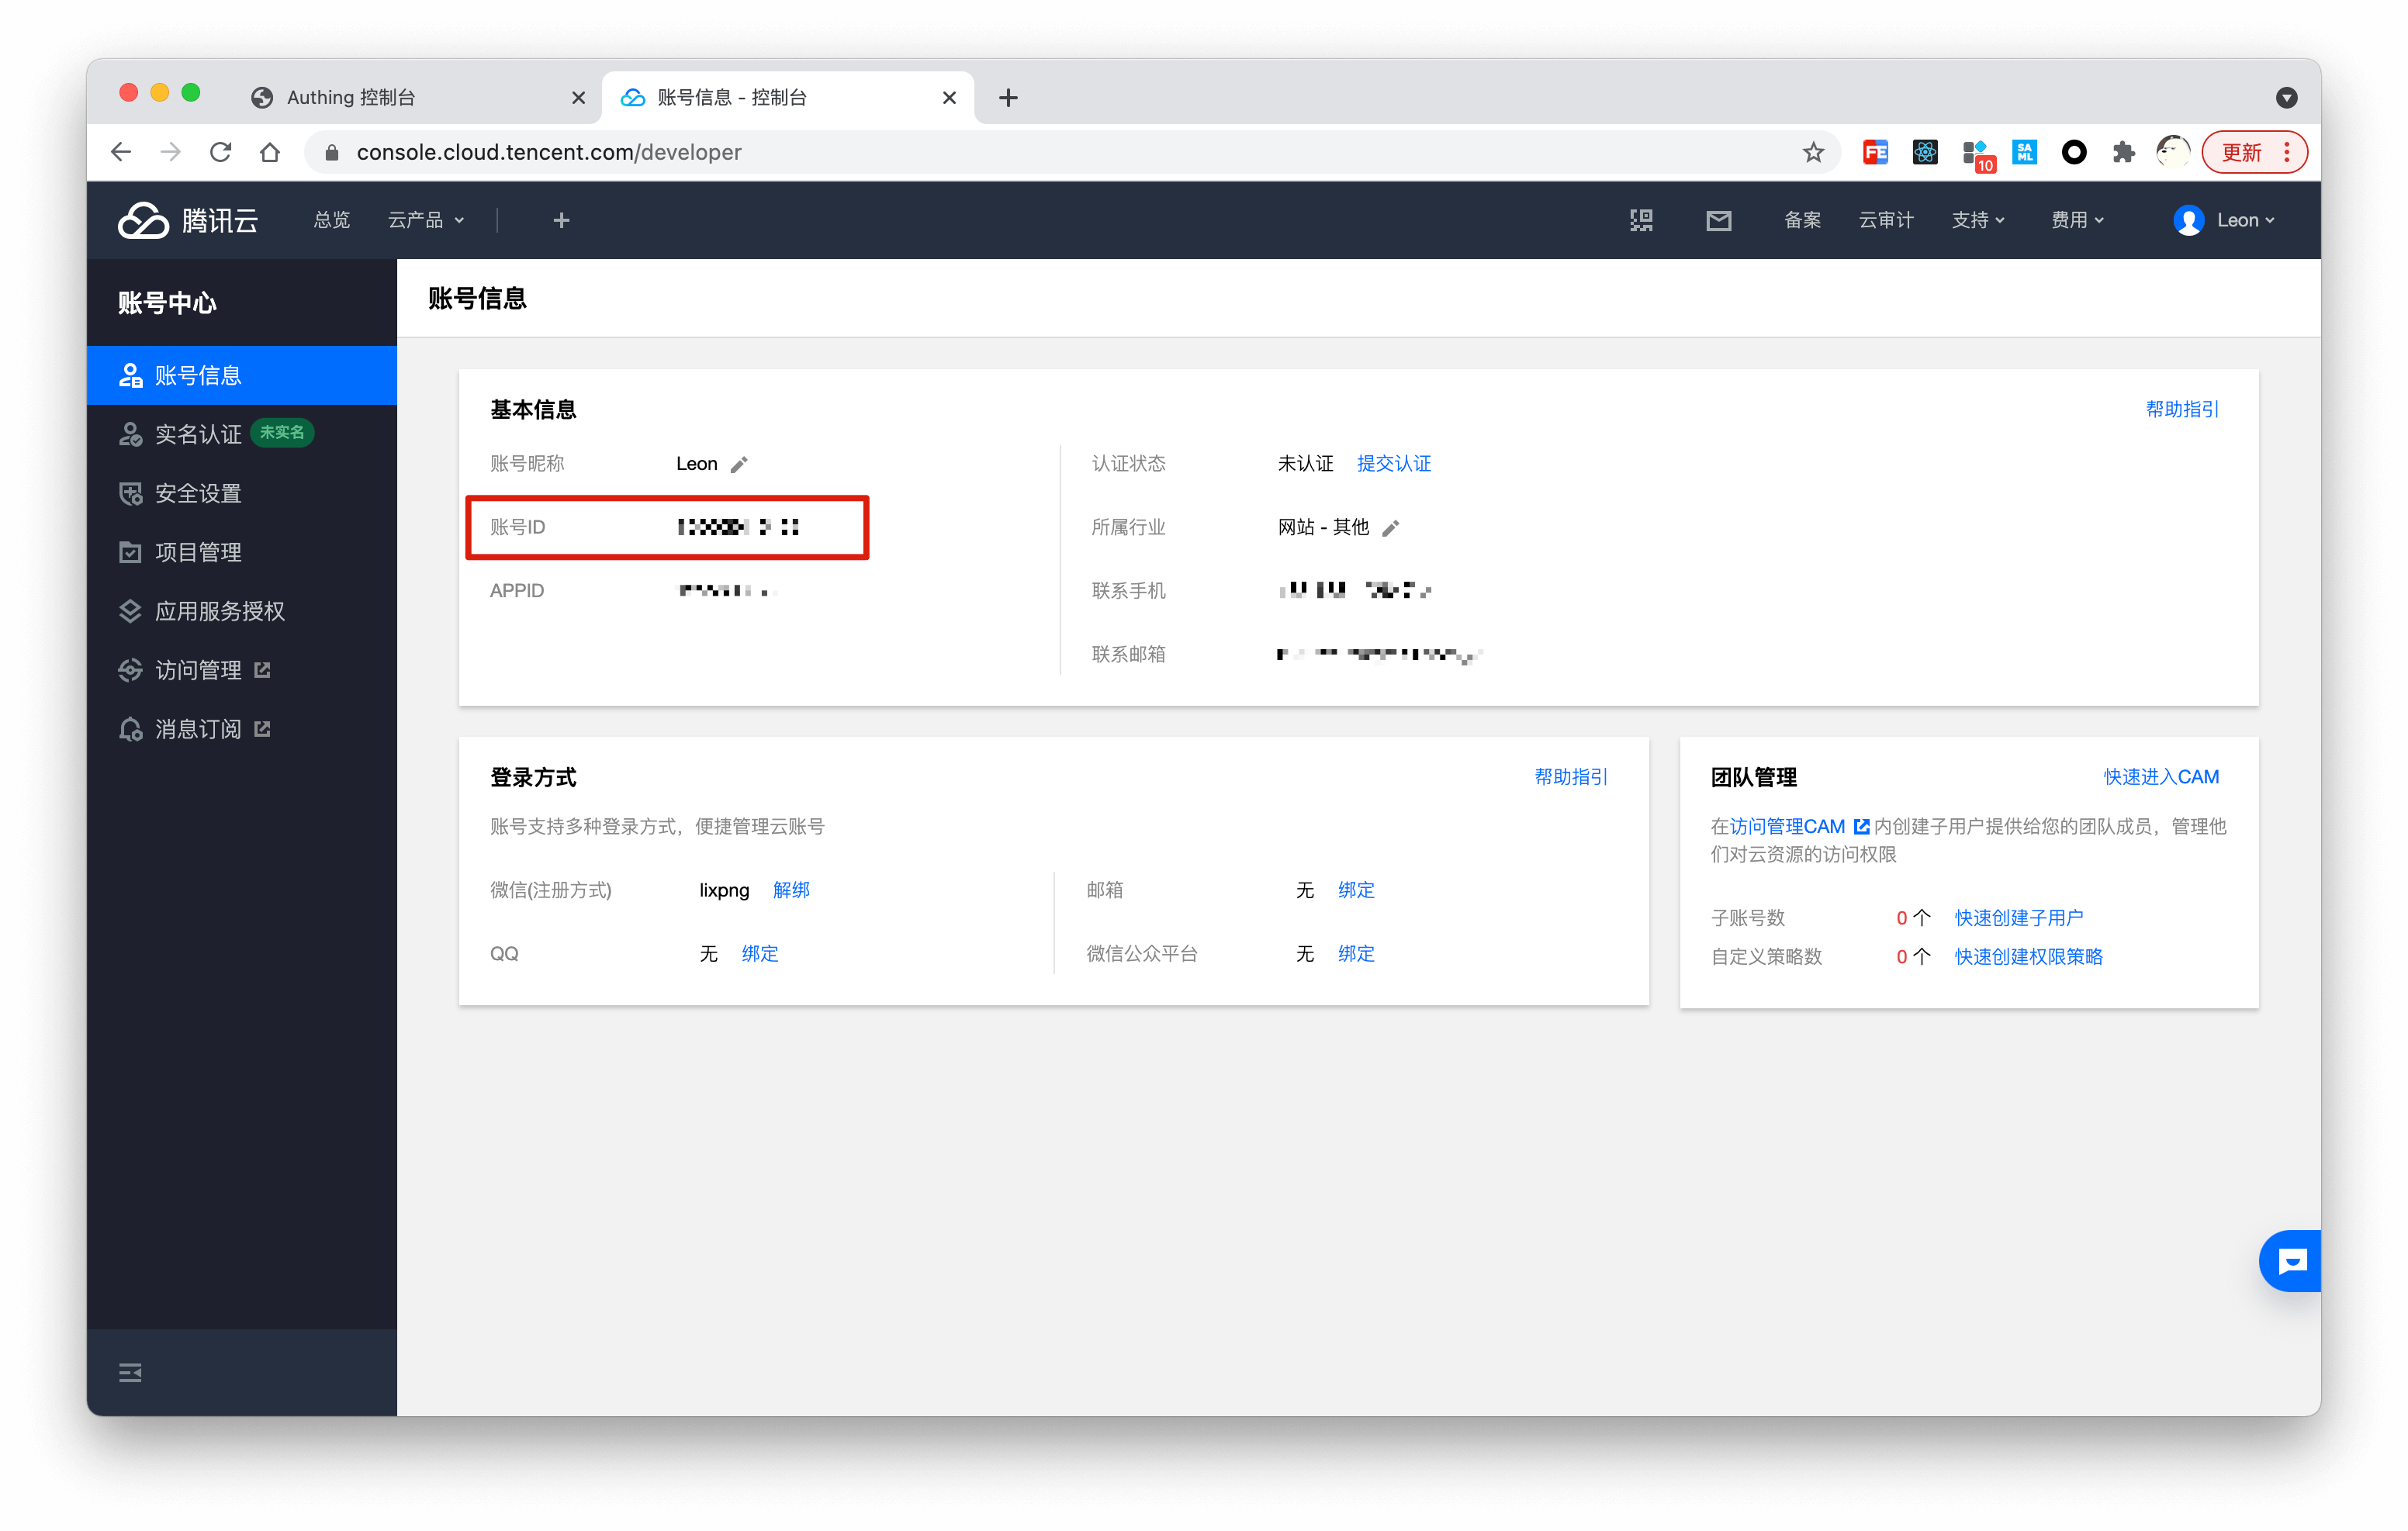 Authing 控制台
账号信息 - 控制台
console.cloud.tencent.com/developer
FE
10
SA
ML
更新
腾讯云
总览
云产品
备案
云审计
支持
费用
Leon
账号中心
账号信息
实名认证 未实名
安全设置
项目管理
应用服务授权
访问管理
消息订阅
账号信息
基本信息
帮助指引
账号昵称 Leon
账号ID
APPID
认证状态 未认证 提交认证
所属行业 网站 - 其他
联系手机
联系邮箱
登录方式
帮助指引
账号支持多种登录方式，便捷管理云账号
微信(注册方式) lixpng 解绑
QQ 无 绑定
邮箱 无 绑定
微信公众平台 无 绑定
团队管理
快速进入CAM
在访问管理CAM 内创建子用户提供给您的团队成员，管理他
们对云资源的访问权限
子账号数 0 个 快速创建子用户
自定义策略数 0 个 快速创建权限策略